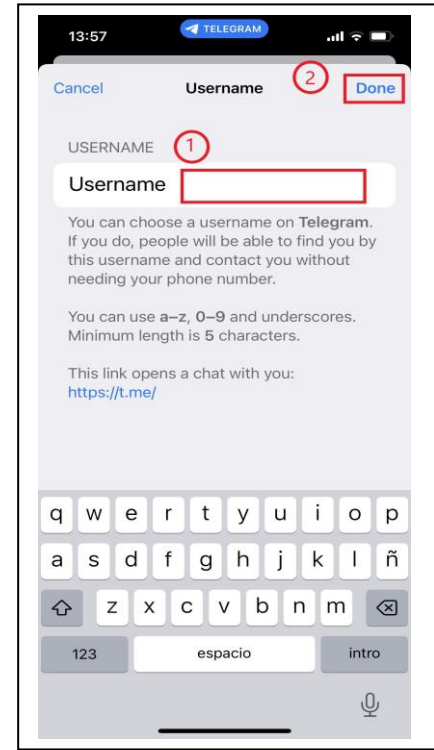 13:57
TELEGRAM
Cancel
Username
2
Done
USERNAME
1
Username
You can choose a username on Telegram.
If you do, people will be able to find you by
this username and contact you without
needing your phone number.
You can use a–z, 0–9 and underscores.
Minimum length is 5 characters.
This link opens a chat with you:
https://t.me/
q w e r t y u i o p
a s d f g h j k l ñ
z x c v b n m
123 espacio intro